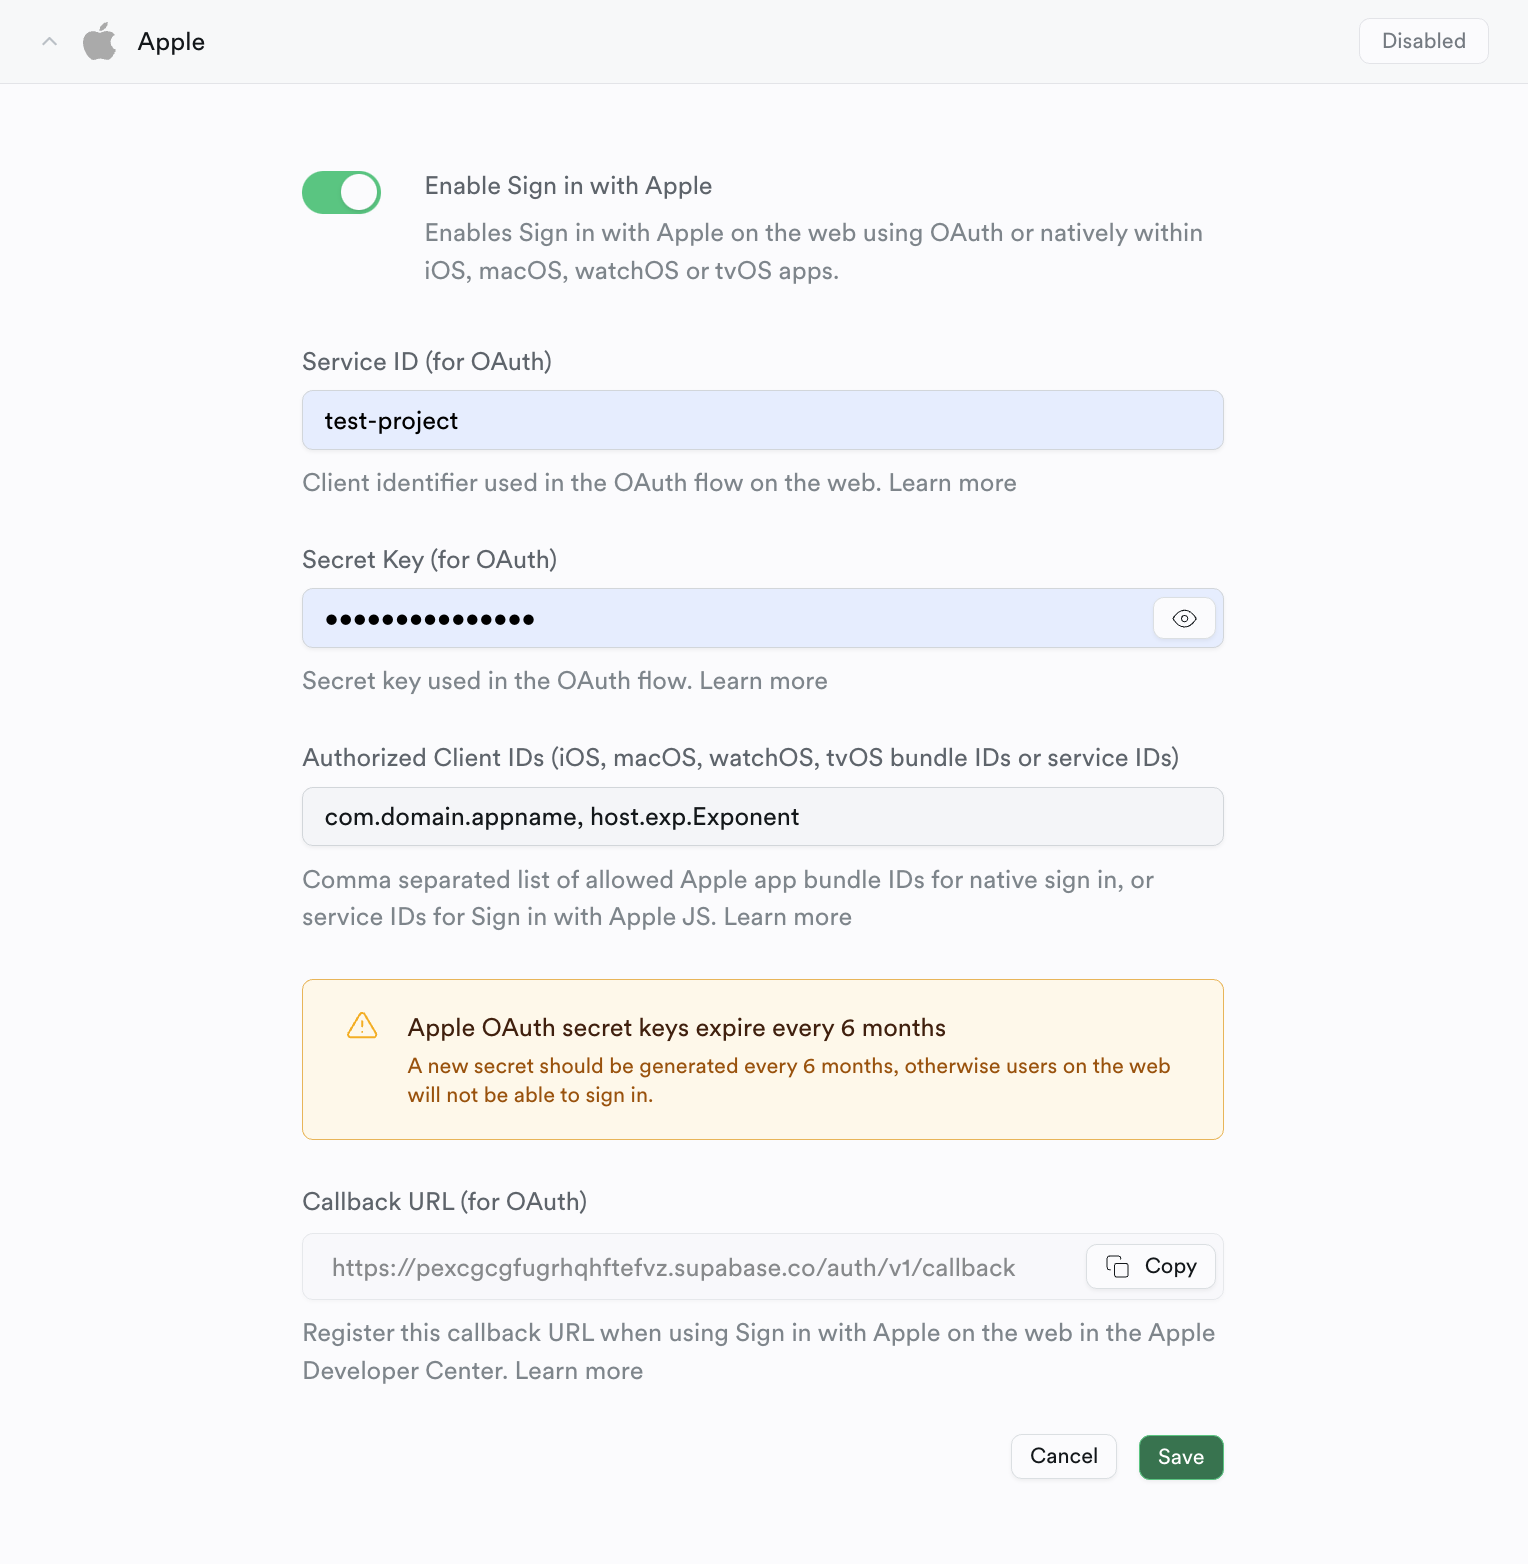 Apple
Disabled
Enable Sign in with Apple
Enables Sign in with Apple on the web using OAuth or natively within
iOS, macOS, watchOS or tvOS apps.
Service ID (for OAuth)
test-project
Client identifier used in the OAuth flow on the web. Learn more
Secret Key (for OAuth)
•••••••••••••••
Secret key used in the OAuth flow. Learn more
Authorized Client IDs (iOS, macOS, watchOS, tvOS bundle IDs or service IDs)
com.domain.appname, host.exp.Exponent
Comma separated list of allowed Apple app bundle IDs for native sign in, or
service IDs for Sign in with Apple JS. Learn more
Apple OAuth secret keys expire every 6 months
A new secret should be generated every 6 months, otherwise users on the web
will not be able to sign in.
Callback URL (for OAuth)
https://pexcgcgfugrhqhftefvz.supabase.co/auth/v1/callback
Copy
Register this callback URL when using Sign in with Apple on the web in the Apple
Developer Center. Learn more
Cancel
Save